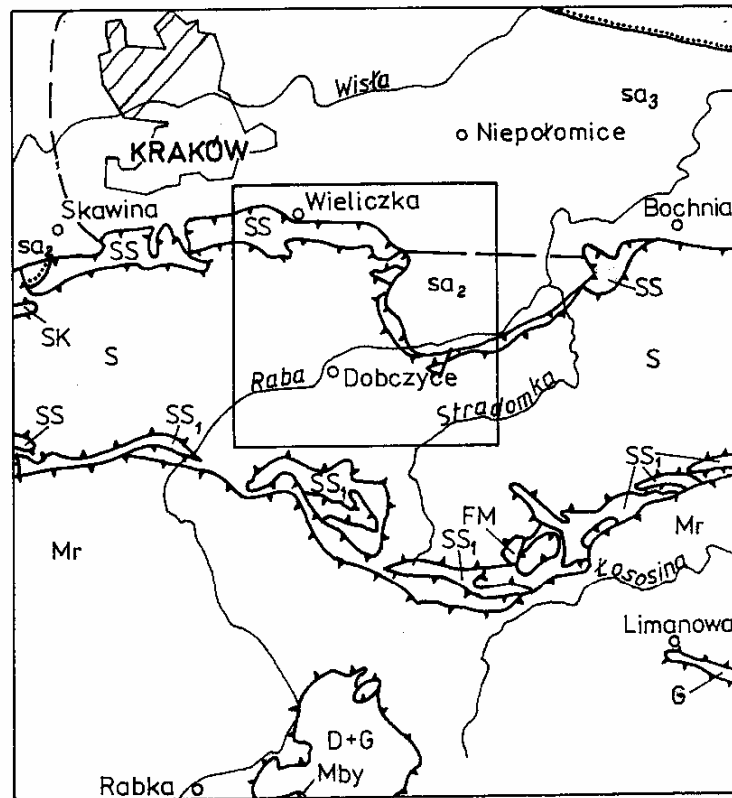 Wisła
sa₃
KRAKÓW
Niepołomice
Skawina
Wieliczka
Bochnia
SS
sa₂
SS
sa₂
SS
SK
S
S
Raba
Dobczyce
Stradomka
SS
SS₁
SS₁
SS₁
FM
Mr
SS₁
Mr
Łososina
Limanowa
G
D+G
Mby
Rabka